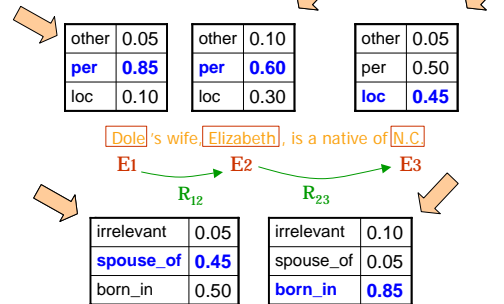 other 0.05
per 0.85
loc 0.10
other 0.10
per 0.60
loc 0.30
other 0.05
per 0.50
loc 0.45
Dole 's wife, Elizabeth , is a native of N.C.
E1 E2 E3
R12 R23
irrelevant 0.05
spouse_of 0.45
born_in 0.50
irrelevant 0.10
spouse_of 0.05
born_in 0.85